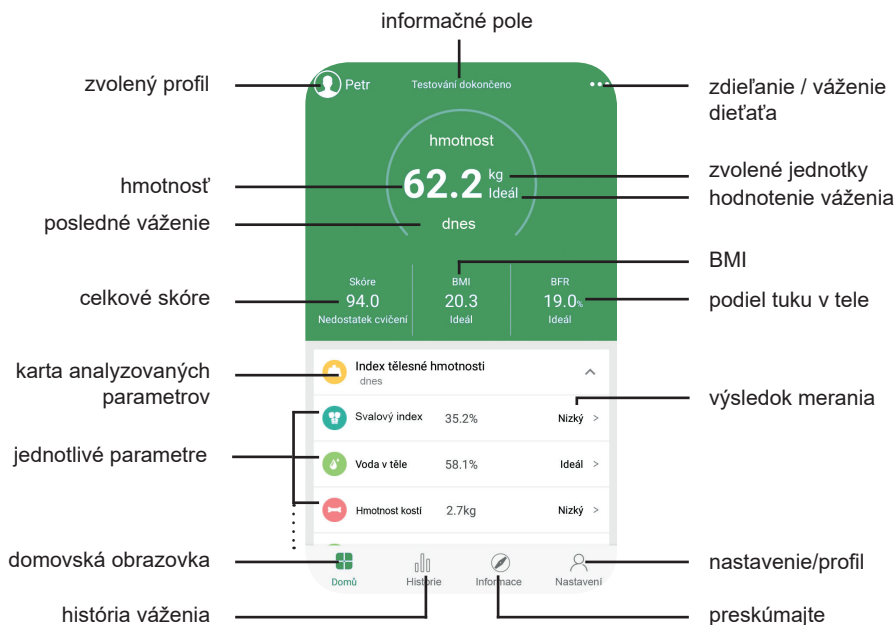 informačné pole
zvolený profil
Petr
Testování dokončeno
zdieľanie / váženie
dieťaťa
hmotnost
hmotnosť
62.2 kg
Ideál
zvolené jednotky
hodnotenie váženia
posledné váženie
dnes
BMI
celkové skóre
Skóre
94.0
Nedostatek cvičení
BMI
20.3
Ideál
BFR
19.0%
Ideál
podiel tuku v tele
karta analyzovaných
parametrov
Index tělesné hmotnosti
dnes
výsledok merania
Svalový index 35.2% Nizký >
jednotlivé parametre
Voda v těle 58.1% Ideál >
Hmotnost kostí 2.7kg Nizký >
domovská obrazovka
Domů
Historie
Informace
Nastavení
nastavenie/profil
história váženia
preskúmajte